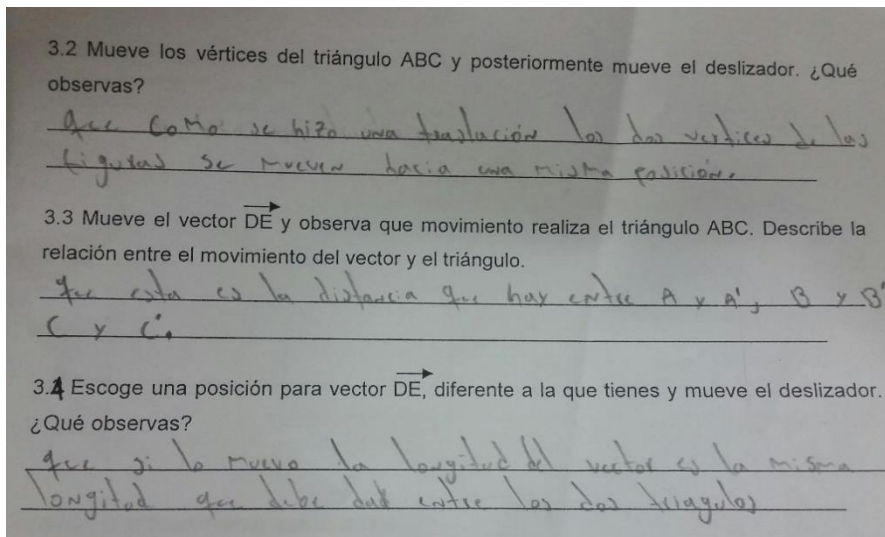 3.2 Mueve los vértices del triángulo ABC y posteriormente mueve el deslizador. ¿Qué
observas?
que como se hizo una traslación los dos vertices de las
figuras se mueven hacia una misma posición.
3.3 Mueve el vector DE y observa que movimiento realiza el triángulo ABC. Describe la
relación entre el movimiento del vector y el triángulo.
que esta es la distancia que hay entre A y A', B y B'
C y C'.
3.4 Escoge una posición para vector DE, diferente a la que tienes y mueve el deslizador.
¿Qué observas?
que si lo muevo la longitud del vector es la misma
longitud que debe dar entre los dos triagulos